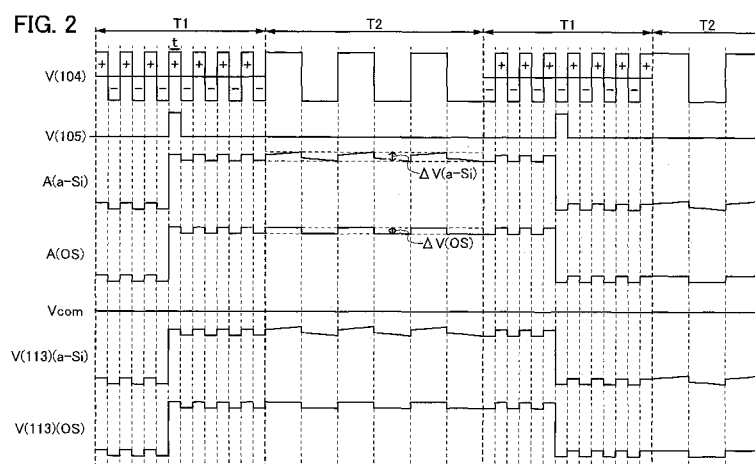 FIG. 2
T1 T2 T1 T2
t
V(104) + + + + + + + + + + + + + +
− − − − − − − − − − − − − −
V(105)
A(a-Si)
ΔV(a-Si)
A(OS)
ΔV(OS)
Vcom
V(113)(a-Si)
V(113)(OS)